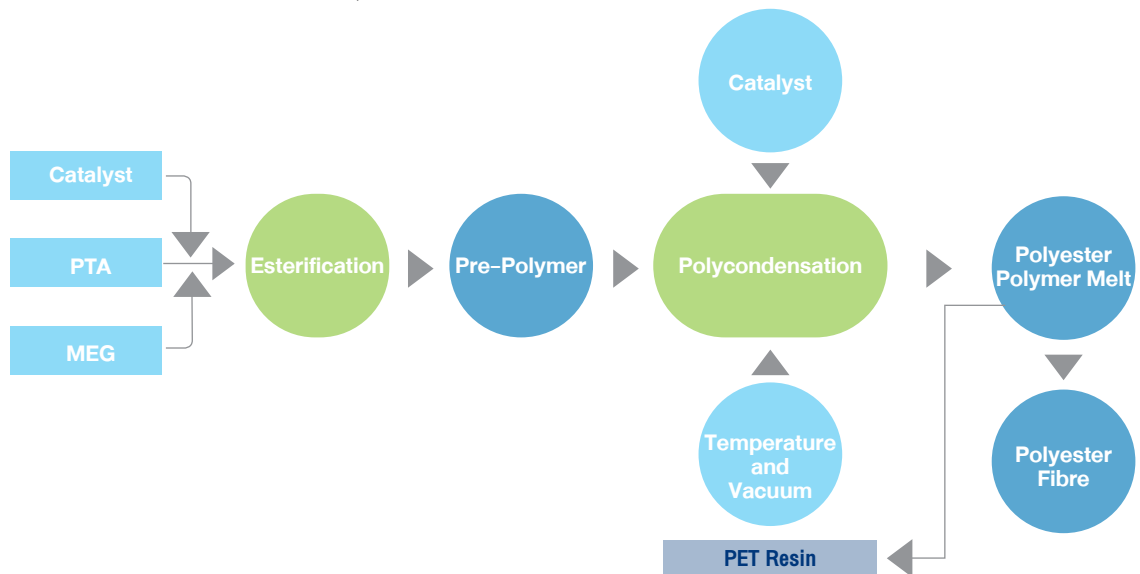 Catalyst
Catalyst
PTA
MEG
Esterification
Pre-Polymer
Polycondensation
Polyester
Polymer Melt
Temperature
and
Vacuum
Polyester
Fibre
PET Resin